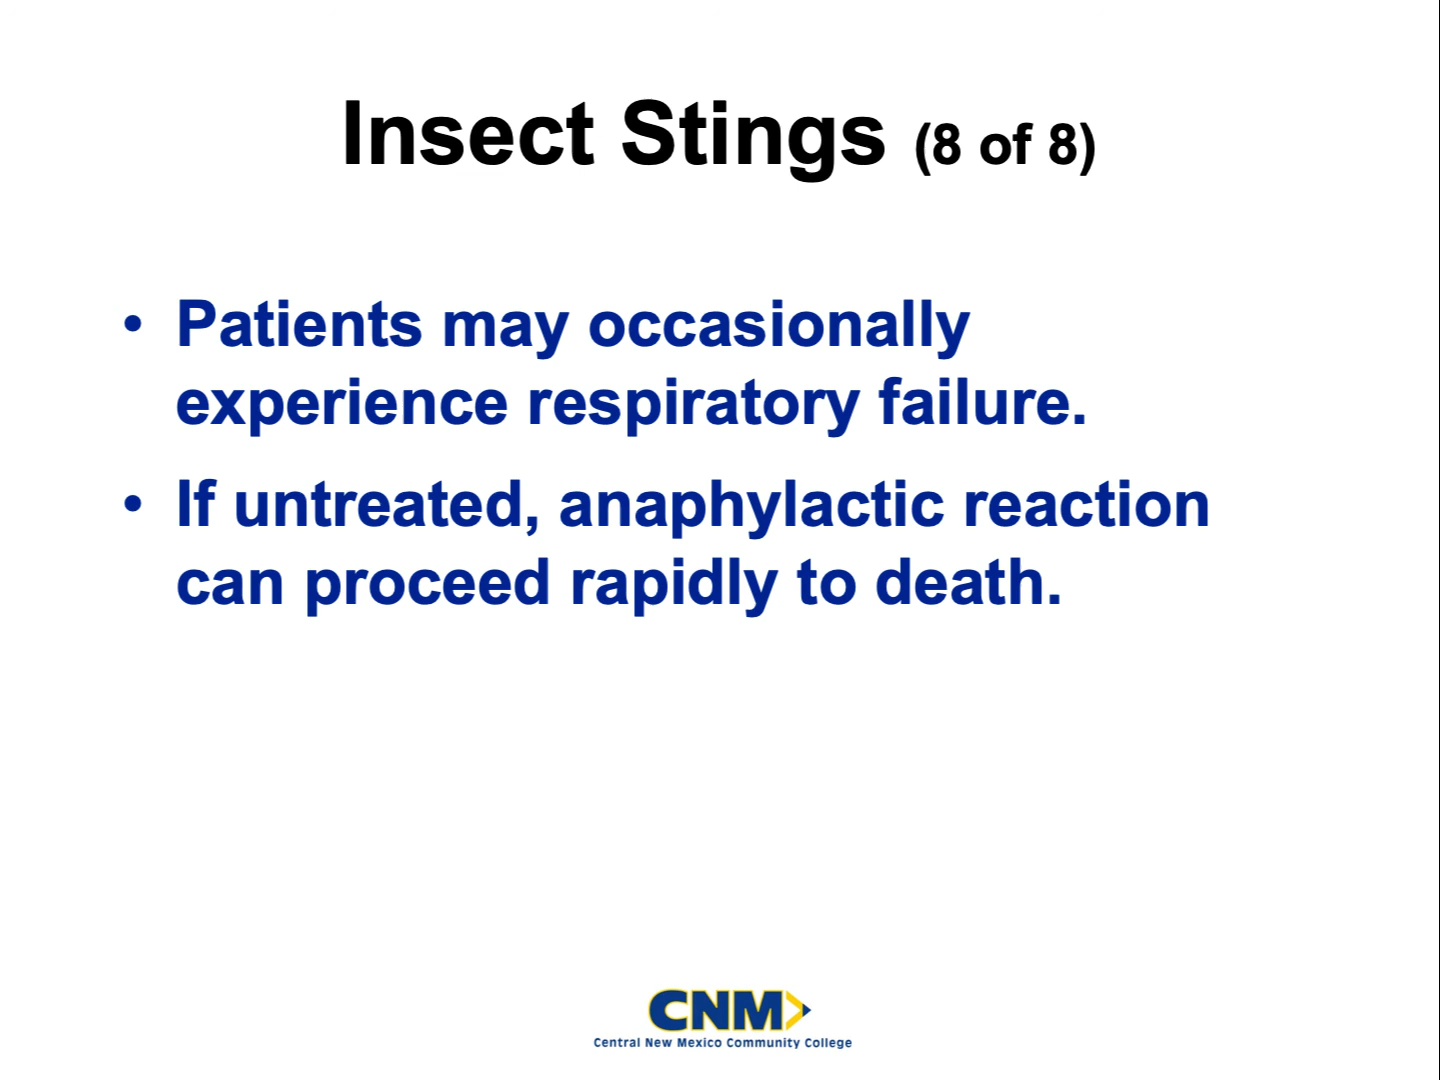 Insect Stings (8 of 8)
• Patients may occasionally
experience respiratory failure.
• If untreated, anaphylactic reaction
can proceed rapidly to death.
CNM
Central New Mexico Community College